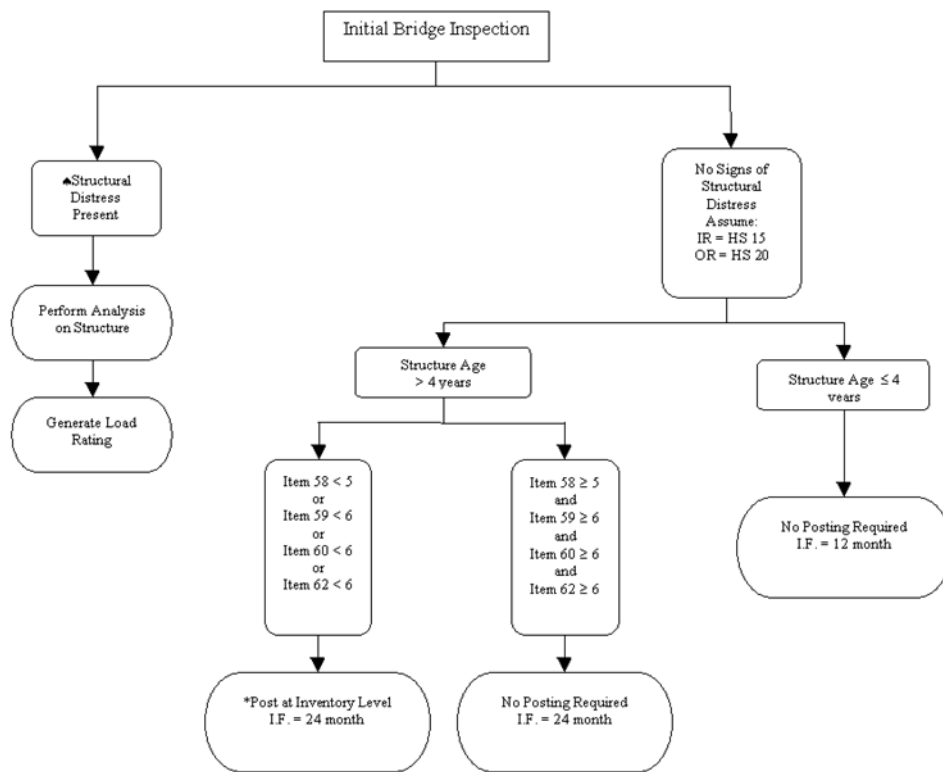 Initial Bridge Inspection
♠Structural
Distress
Present
No Signs of
Structural
Distress
Assume:
IR = HS 15
OR = HS 20
Perform Analysis
on Structure
Generate Load
Rating
Structure Age
> 4 years
Structure Age ≤ 4
years
Item 58 < 5
or
Item 59 < 6
or
Item 60 < 6
or
Item 62 < 6
Item 58 ≥ 5
and
Item 59 ≥ 6
and
Item 60 ≥ 6
and
Item 62 ≥ 6
No Posting Required
I.F. = 12 month
*Post at Inventory Level
I.F. = 24 month
No Posting Required
I.F. = 24 month